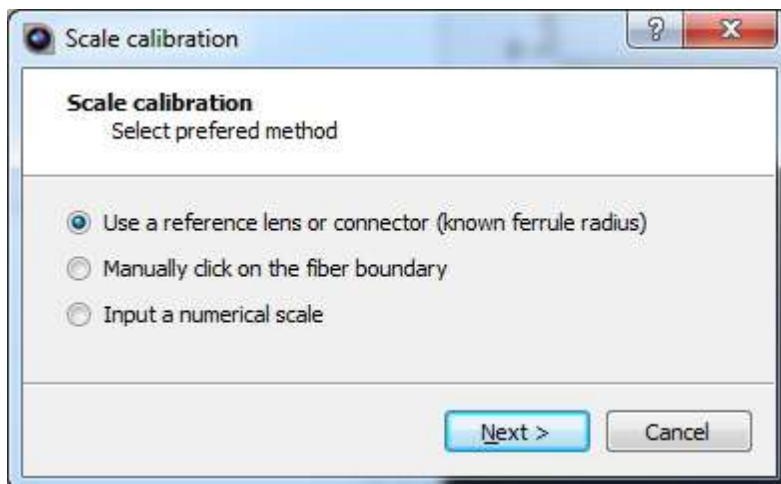 Scale calibration
Scale calibration
Select prefered method
Use a reference lens or connector (known ferrule radius)
Manually click on the fiber boundary
Input a numerical scale
Next >
Cancel